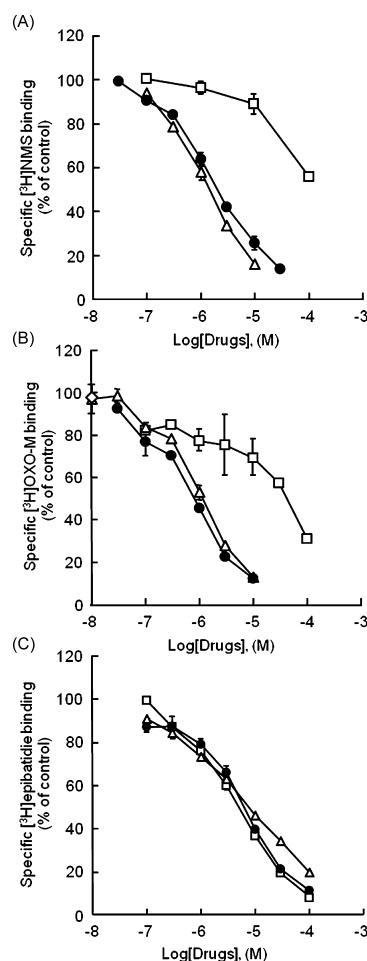 (A)
120
100
80
60
40
20
0
Specific [³H]NMS binding
(% of control)
-8 -7 -6 -5 -4 -3
Log[Drugs], (M)
(B)
120
100
80
60
40
20
0
Specific [³H]OXO-M binding
(% of control)
-8 -7 -6 -5 -4 -3
Log[Drugs], (M)
(C)
120
100
80
60
40
20
0
Specific [³H]epibatidie binding
(% of control)
-8 -7 -6 -5 -4 -3
Log[Drugs], (M)